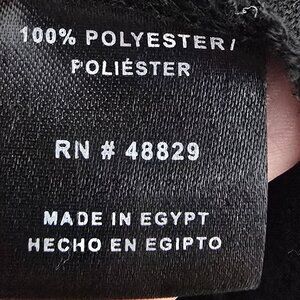 100% POLYESTER/
POLIÉSTER
RN # 48829
MADE IN EGYPT
HECHO EN EGIPTO